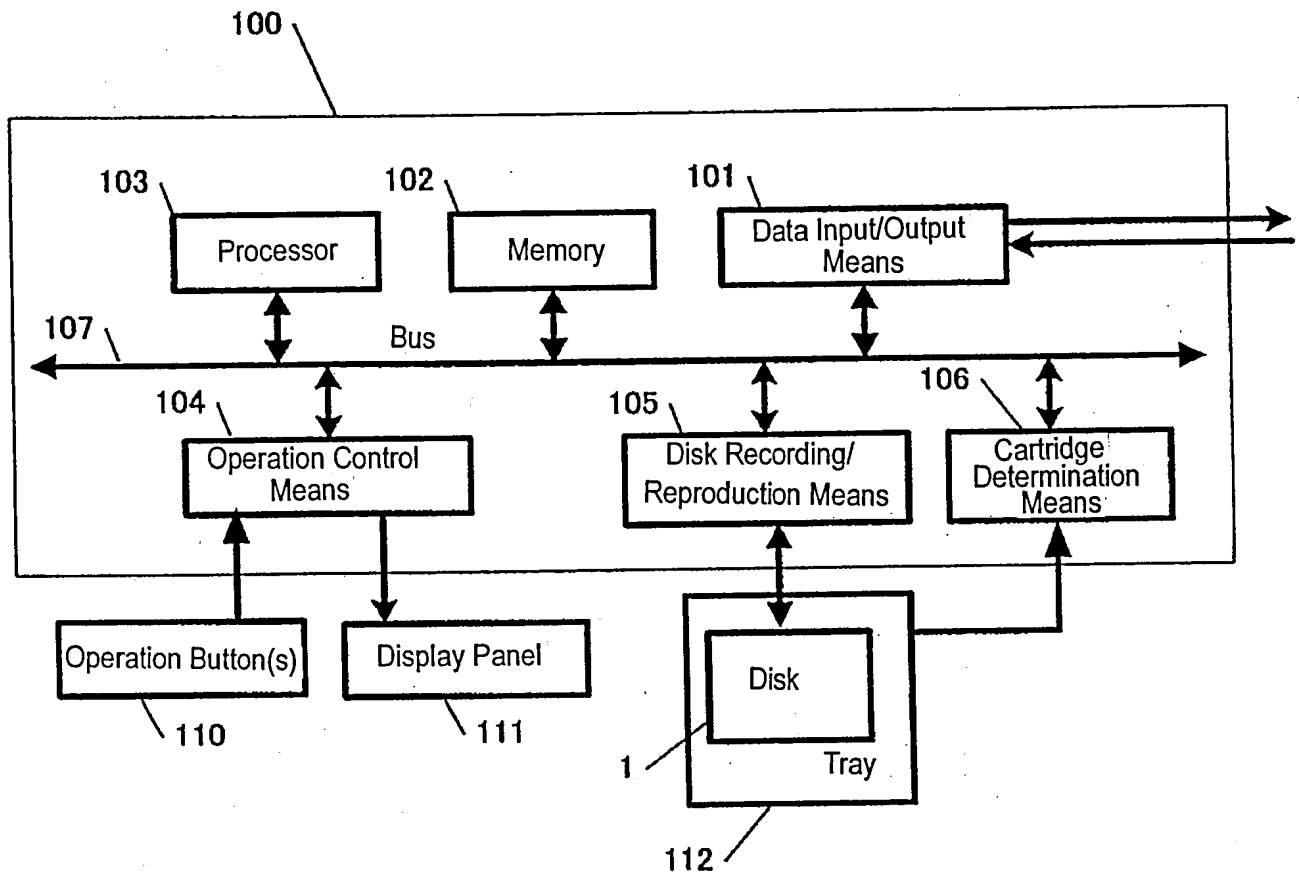 100
103
102
101
Processor
Memory
Data Input/Output
Means
107
Bus
104
105
106
Operation Control
Means
Disk Recording/
Reproduction Means
Cartridge
Determination
Means
Operation Button(s)
Display Panel
Disk
110
111
1
Tray
112